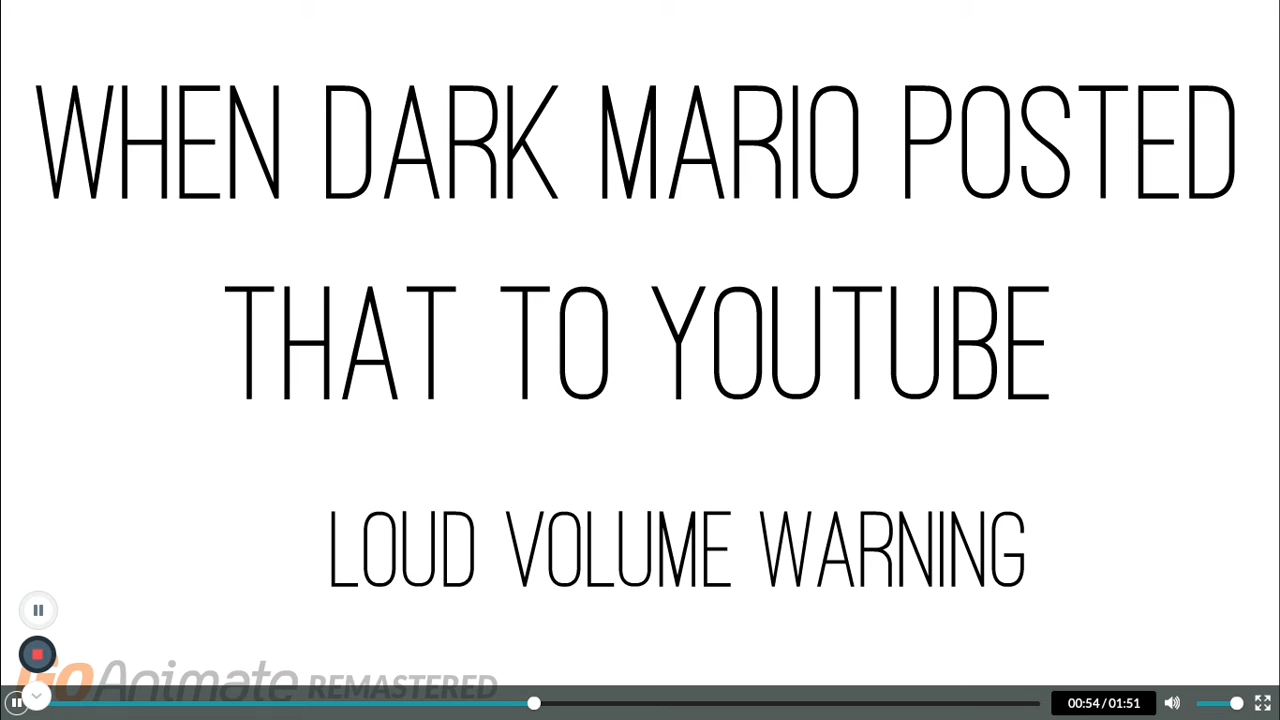 WHEN DARK MARIO POSTED
THAT TO YOUTUBE
LOUD VOLUME WARNING
GoAnimate REMASTERED
00:54 / 01:51